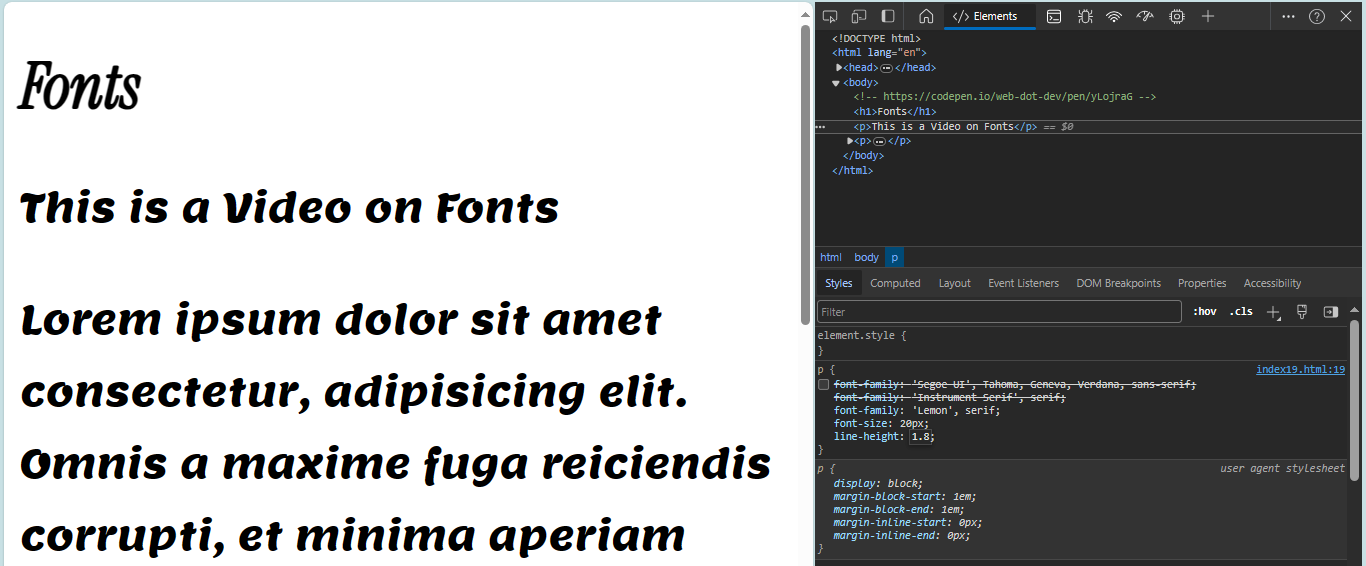 Fonts
This is a Video on Fonts
Lorem ipsum dolor sit amet
consectetur, adipisicing elit.
Omnis a maxime fuga reiciendis
corrupti, et minima aperiam
Elements
<!DOCTYPE html>
<html lang="en">
<head>…</head>
<body>
<!-- https://codepen.io/web-dot-dev/pen/yLojraG -->
<h1>Fonts</h1>
<p>This is a Video on Fonts</p> == $0
<p>…</p>
</body>
</html>
html body p
Styles Computed Layout Event Listeners DOM Breakpoints Properties Accessibility
Filter :hov .cls
element.style {
}
p { index19.html:19
font-family: 'Segoe UI', Tahoma, Geneva, Verdana, sans-serif;
font-family: 'Instrument Serif', serif;
font-family: 'Lemon', serif;
font-size: 20px;
line-height: 1.8;
}
p { user agent stylesheet
display: block;
margin-block-start: 1em;
margin-block-end: 1em;
margin-inline-start: 0px;
margin-inline-end: 0px;
}